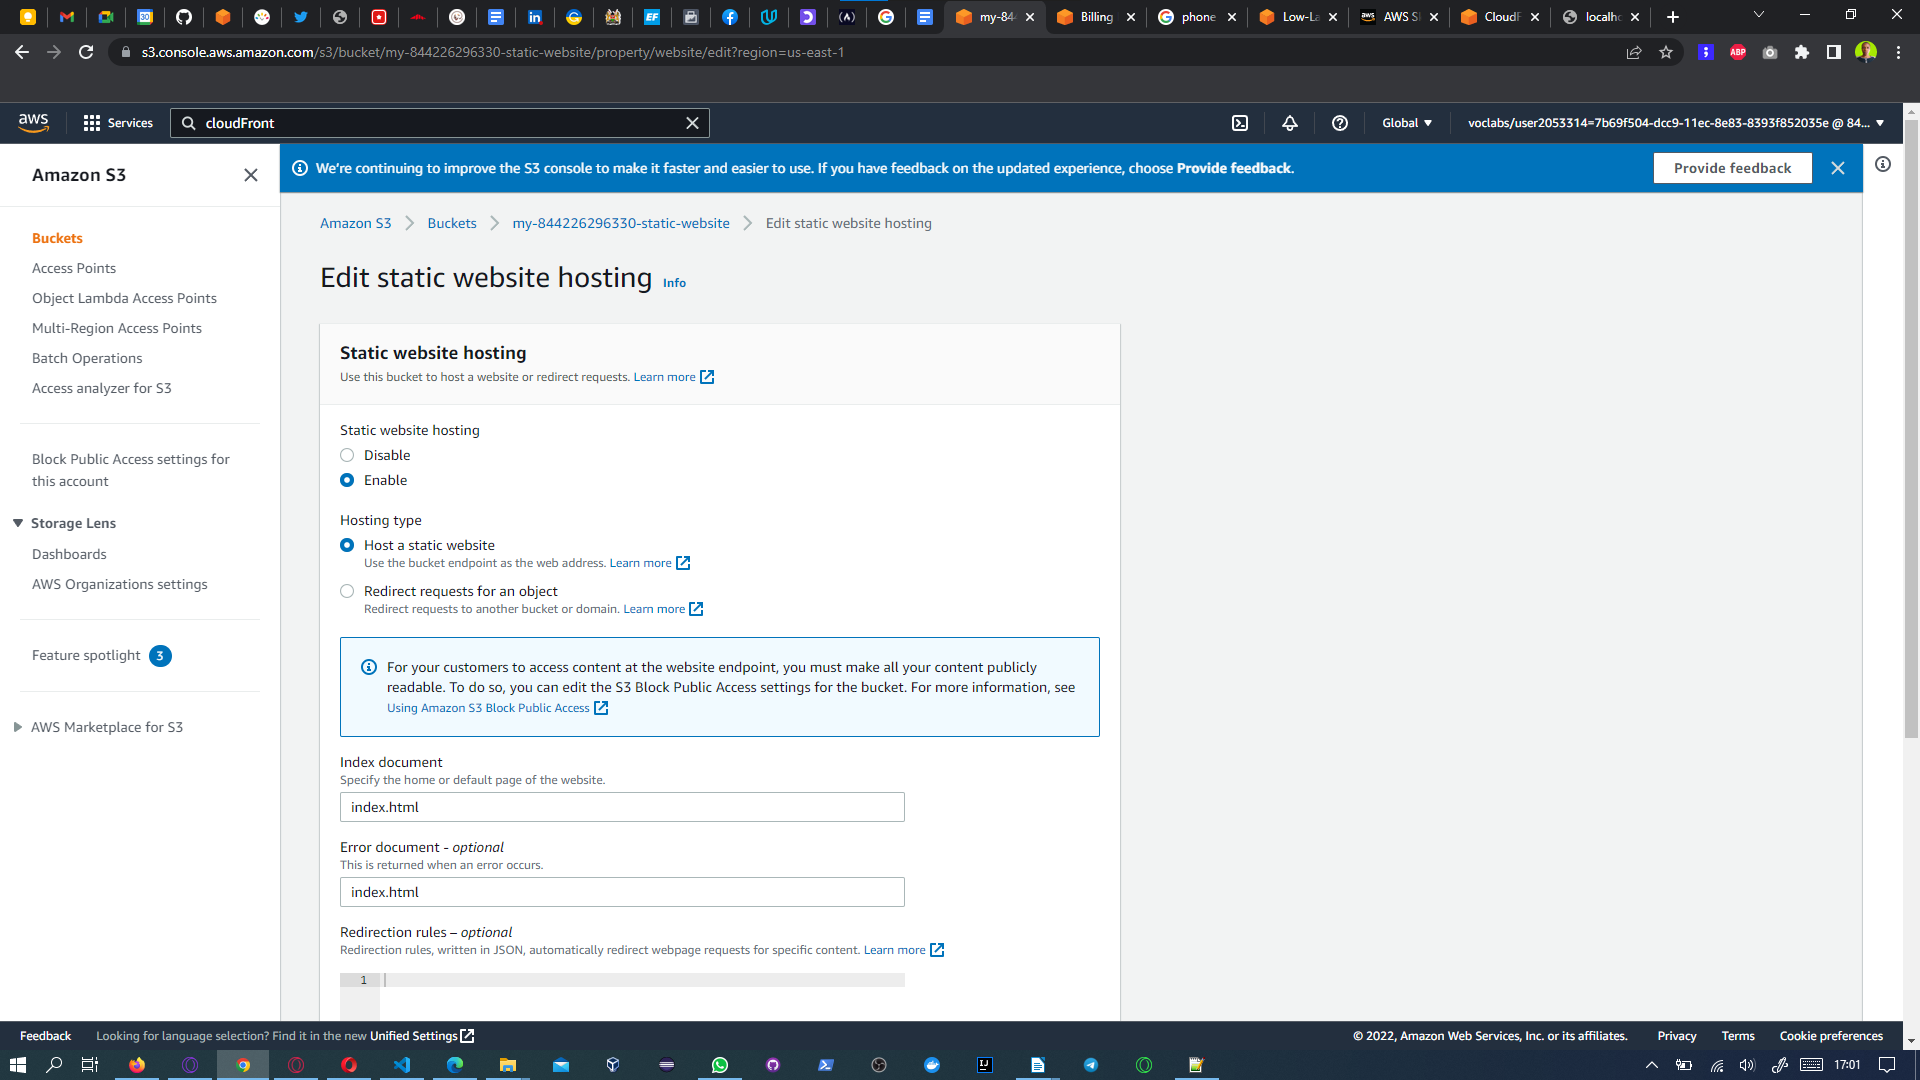 my-84
Billing
phone
Low-La
AWS S
CloudF
localho
s3.console.aws.amazon.com/s3/bucket/my-844226296330-static-website/property/website/edit?region=us-east-1
aws
Services
cloudFront
Global
voclabs/user2053314=7b69f504-dcc9-11ec-8e83-8393f852035e @ 84...
Amazon S3
We're continuing to improve the S3 console to make it faster and easier to use. If you have feedback on the updated experience, choose Provide feedback.
Provide feedback
Buckets
Access Points
Object Lambda Access Points
Multi-Region Access Points
Batch Operations
Access analyzer for S3
Block Public Access settings for
this account
Storage Lens
Dashboards
AWS Organizations settings
Feature spotlight 3
AWS Marketplace for S3
Amazon S3
Buckets
my-844226296330-static-website
Edit static website hosting
Edit static website hosting Info
Static website hosting
Use this bucket to host a website or redirect requests. Learn more
Static website hosting
Disable
Enable
Hosting type
Host a static website
Use the bucket endpoint as the web address. Learn more
Redirect requests for an object
Redirect requests to another bucket or domain. Learn more
For your customers to access content at the website endpoint, you must make all your content publicly
readable. To do so, you can edit the S3 Block Public Access settings for the bucket. For more information, see
Using Amazon S3 Block Public Access
Index document
Specify the home or default page of the website.
index.html
Error document - optional
This is returned when an error occurs.
index.html
Redirection rules – optional
Redirection rules, written in JSON, automatically redirect webpage requests for specific content. Learn more
1
Feedback
Looking for language selection? Find it in the new Unified Settings
© 2022, Amazon Web Services, Inc. or its affiliates.
Privacy
Terms
Cookie preferences
17:01